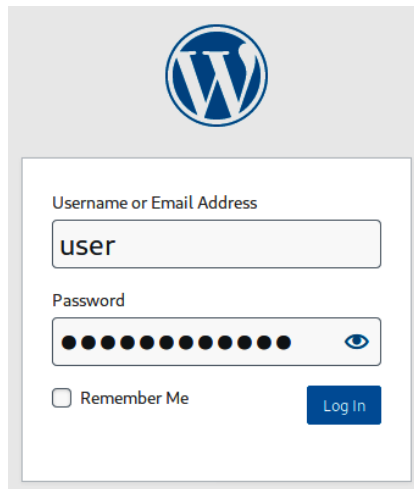 Username or Email Address
user
Password
●●●●●●●●●●●●
Remember Me
Log In